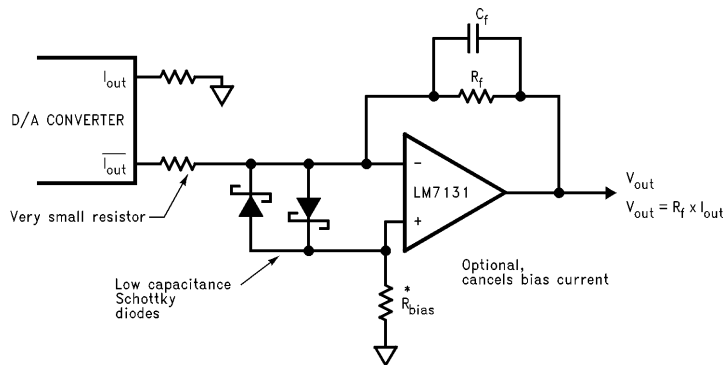 C_f
R_f
I_out
D/A CONVERTER
I_out
Very small resistor
-
LM7131
+
V_out
V_out = R_f x I_out
Low capacitance
Schottky
diodes
Optional,
cancels bias current
*
R_bias